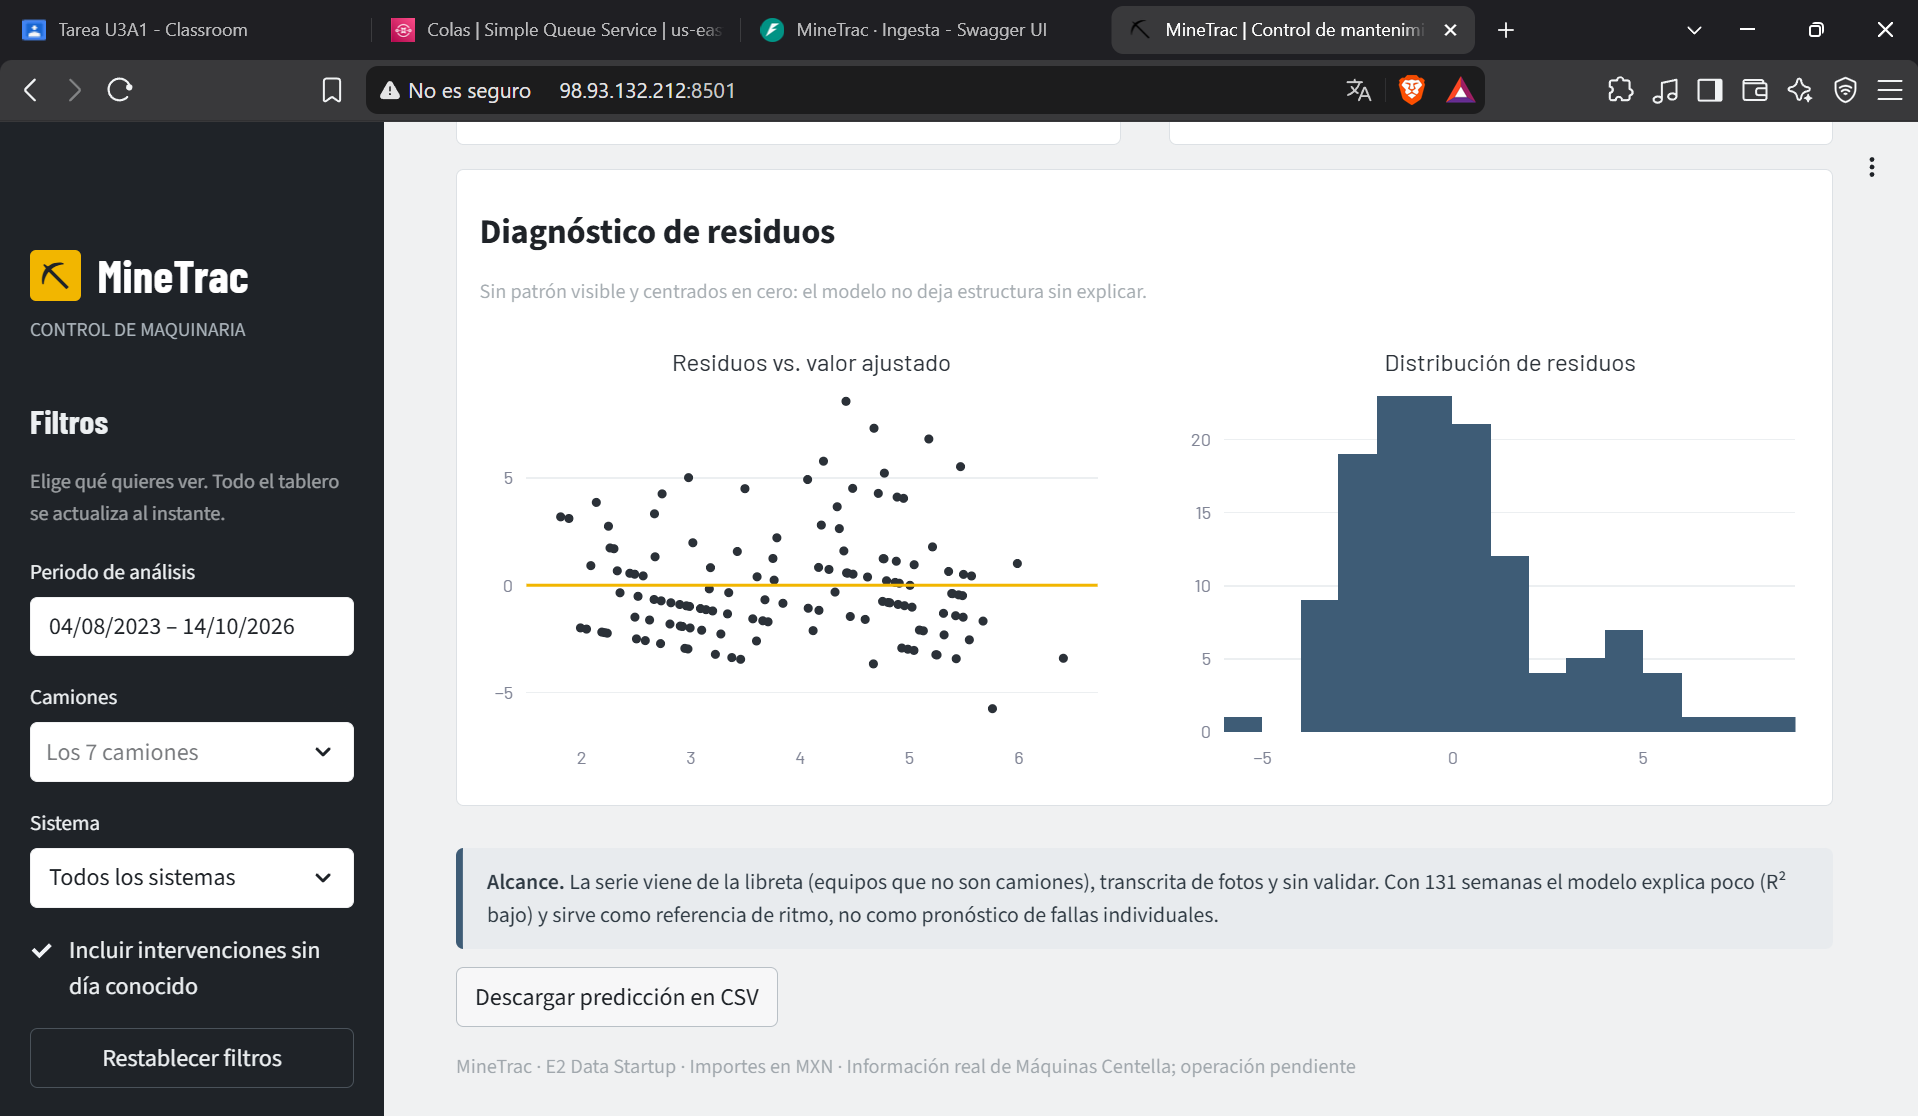 Tarea U3A1 - Classroom
Colas | Simple Queue Service | us-eas
MineTrac · Ingesta - Swagger UI
MineTrac | Control de mantenimi
No es seguro 98.93.132.212:8501
MineTrac
CONTROL DE MAQUINARIA
Filtros
Elige qué quieres ver. Todo el tablero
se actualiza al instante.
Periodo de análisis
04/08/2023 – 14/10/2026
Camiones
Los 7 camiones
Sistema
Todos los sistemas
Incluir intervenciones sin
día conocido
Restablecer filtros
Diagnóstico de residuos
Sin patrón visible y centrados en cero: el modelo no deja estructura sin explicar.
Residuos vs. valor ajustado
5
0
−5
2 3 4 5 6
Distribución de residuos
20
15
10
5
0
−5 0 5
Alcance. La serie viene de la libreta (equipos que no son camiones), transcrita de fotos y sin validar. Con 131 semanas el modelo explica poco (R²
bajo) y sirve como referencia de ritmo, no como pronóstico de fallas individuales.
Descargar predicción en CSV
MineTrac · E2 Data Startup · Importes en MXN · Información real de Máquinas Centella; operación pendiente